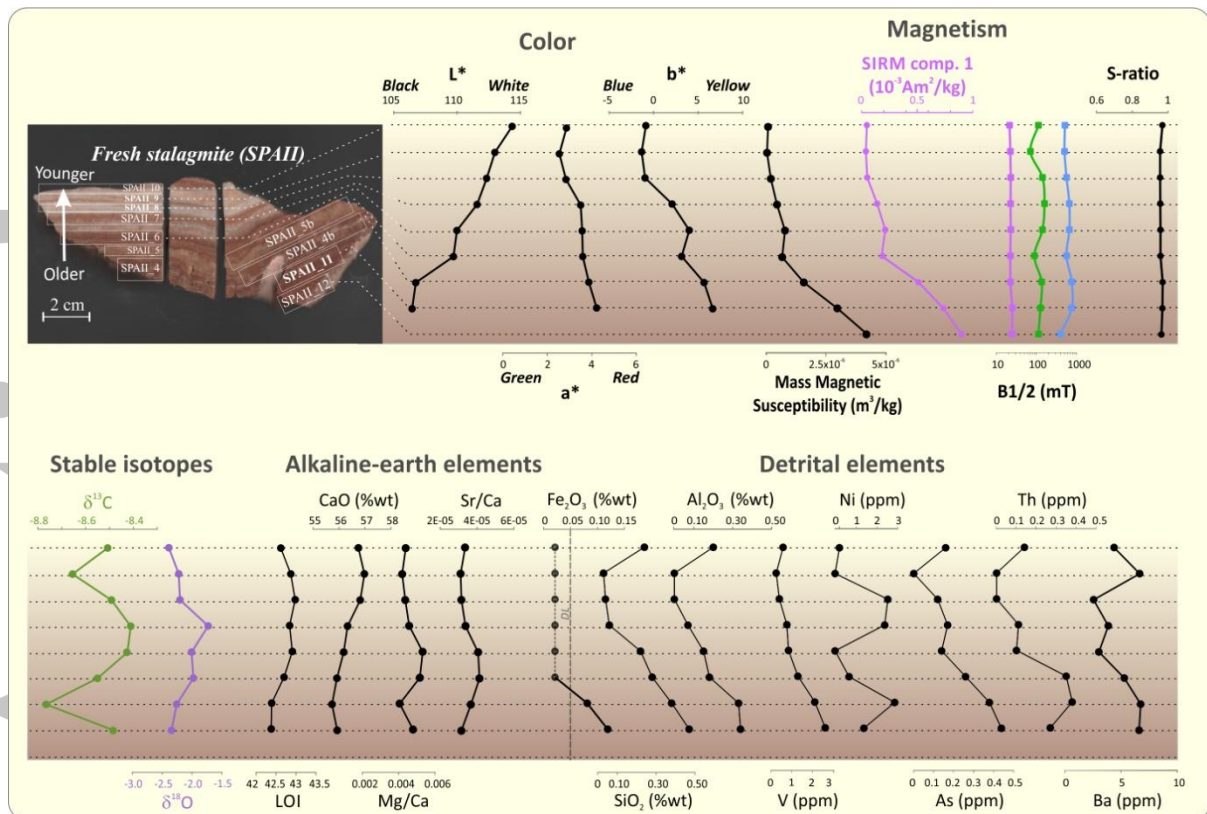 Color
Magnetism
L*
Black
White
105
110
115
b*
Blue
Yellow
-5
0
5
10
SIRM comp. 1
(10⁻³Am²/kg)
0
0.5
1
S-ratio
0.6
1
Fresh stalagmite (SPAII)
Younger
Older
2 cm
SPAII_10
SPAII_9
SPAII_8
SPAII_7
SPAII_6
SPAII_5
SPAII_4
SPAII_5b
SPAII_4b
SPAII_11
SPAII_12
0
2
4
6
Green
Red
a*
0
2.5x10⁻⁶
5x10⁻⁶
Mass Magnetic
Susceptibility (m³/kg)
10
100
1000
B1/2 (mT)
Stable isotopes
Alkaline-earth elements
Detrital elements
δ¹³C
-8.8
-8.6
-8.4
CaO (%wt)
55
56
57
58
Sr/Ca
2E-05
4E-05
6E-05
Fe₂O₃ (%wt)
0
0.05
0.10
0.15
Al₂O₃ (%wt)
0
0.10
0.30
0.50
Ni (ppm)
0
1
2
3
Th (ppm)
0
0.1
0.2
0.3
0.4
0.5
DL
-3.0
-2.0
-1.5
δ¹⁸O
42
42.5
43
43.5
LOI
0.002
0.004
0.006
Mg/Ca
0
0.10
0.30
0.50
SiO₂ (%wt)
0
1
2
3
V (ppm)
0
0.1
0.2
0.3
0.4
0.5
As (ppm)
0
5
10
Ba (ppm)